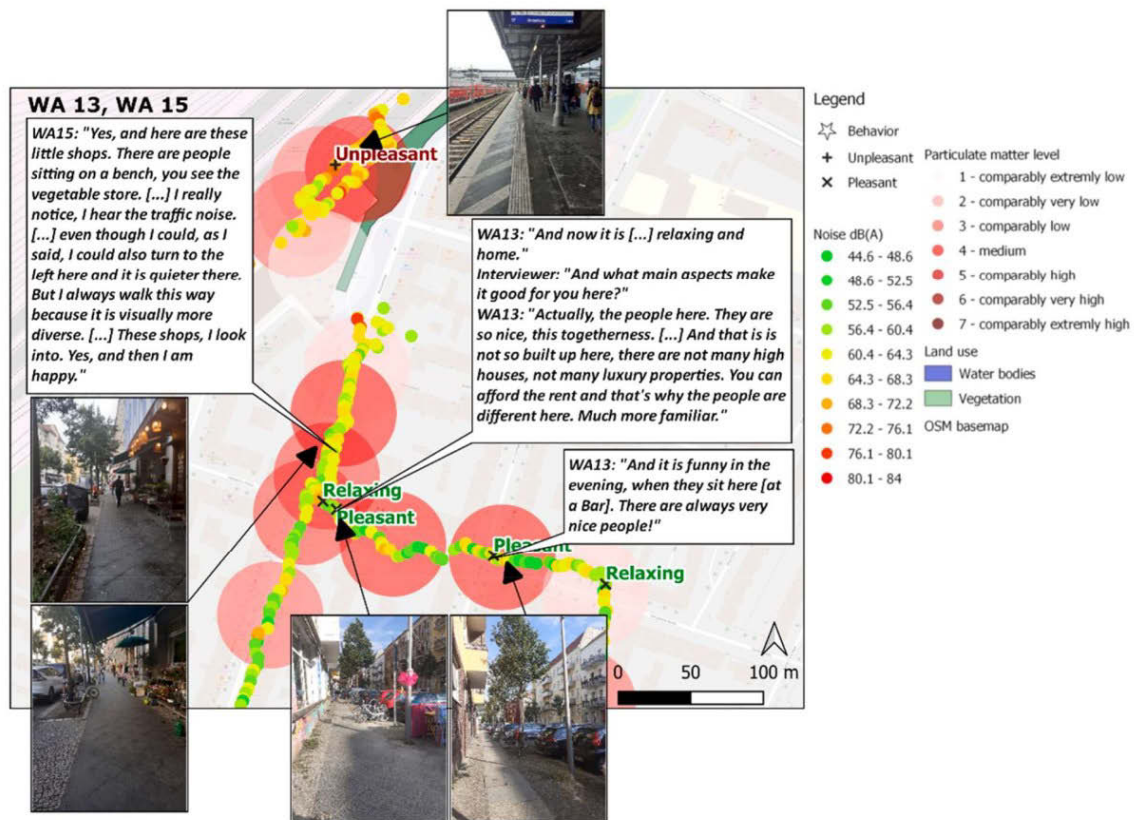 WA 13, WA 15
WA15: "Yes, and here are these
little shops. There are people
sitting on a bench, you see the
vegetable store. [...] I really
notice, I hear the traffic noise.
[...] even though I could, as I
said, I could also turn to the
left here and it is quieter there.
But I always walk this way
because it is visually more
diverse. [...] These shops, I look
into. Yes, and then I am
happy."
Unpleasant
WA13: "And now it is [...] relaxing and
home."
Interviewer: "And what main aspects make
it good for you here?"
WA13: "Actually, the people here. They are
so nice, this togetherness. [...] And that is is
not so built up here, there are not many high
houses, not many luxury properties. You can
afford the rent and that's why the people are
different here. Much more familiar."
WA13: "And it is funny in the
evening, when they sit here [at
a Bar]. There are always very
nice people!"
Relaxing
Pleasant
Pleasant
Relaxing
0 50 100 m
Legend
Behavior
Unpleasant
Pleasant
Noise dB(A)
44.6 - 48.6
48.6 - 52.5
52.5 - 56.4
56.4 - 60.4
60.4 - 64.3
64.3 - 68.3
68.3 - 72.2
72.2 - 76.1
76.1 - 80.1
80.1 - 84
Particulate matter level
1 - comparably extremely low
2 - comparably very low
3 - comparably low
4 - medium
5 - comparably high
6 - comparably very high
7 - comparably extremely high
Land use
Water bodies
Vegetation
OSM basemap